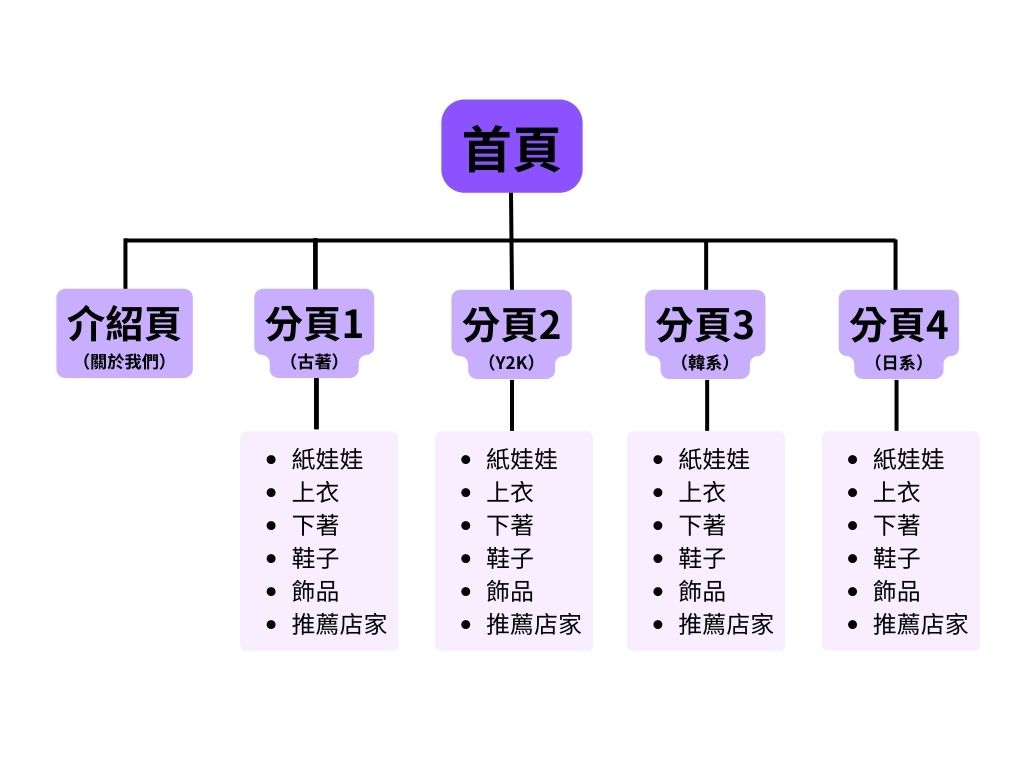 首頁
介紹頁
（關於我們）
分頁1
（古著）
分頁2
（Y2K）
分頁3
（韓系）
分頁4
（日系）
紙娃娃
上衣
下著
鞋子
飾品
推薦店家
紙娃娃
上衣
下著
鞋子
飾品
推薦店家
紙娃娃
上衣
下著
鞋子
飾品
推薦店家
紙娃娃
上衣
下著
鞋子
飾品
推薦店家